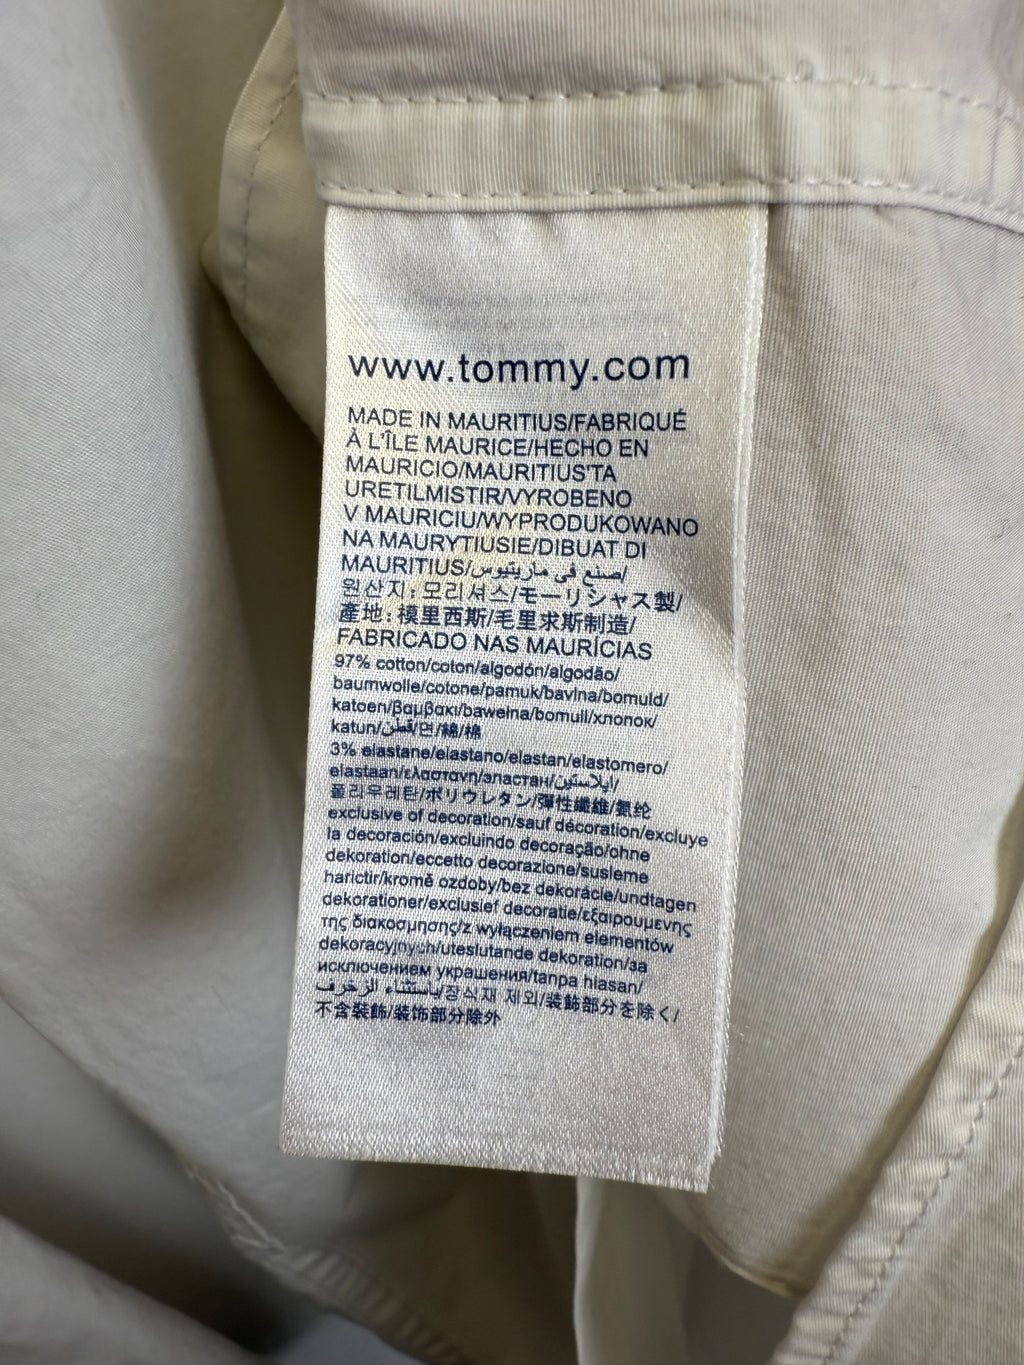 www.tommy.com
MADE IN MAURITIUS/FABRIQUÉ
À L'ÎLE MAURICE/HECHO EN
MAURICIO/MAURITIUS'TA
URETILMISTIR/VYROBENO
V MAURICIU/WYPRODUKOWANO
NA MAURYTIUSIE/DIBUAT DI
MAURITIUS/صنع في ماريتيوس/
원산지: 모리셔스/モーリシャス製/
產地: 模里西斯/毛里求斯制造/
FABRICADO NAS MAURÍCIAS
97% cotton/coton/algodón/algodão/
baumwolle/cotone/pamuk/bavlna/bomuld/
katoen/βαμβακι/bawełna/bomull/хлопок/
katun/قطن/면/綿/棉
3% elastane/elastano/elastan/elastomero/
elastaan/ελαστανη/эластан/ايلاستين/
폴리우레탄/ポリウレタン/彈性纖維/氨纶
exclusive of decoration/sauf décoration/excluye
la decoración/excluindo decoração/ohne
dekoration/eccetto decorazione/susleme
harictir/kromě ozdoby/bez dekorácie/undtagen
dekorationer/exclusief decoratie/εξαιρουμενης
της διακοσμησης/z wyłączeniem elementów
dekoracyjnych/uteslutande dekoration/за
исключением украшения/tanpa hiasan/
باستثناء الزخرف/장식재 제외/装飾部分を除く/
不含裝飾/装饰部分除外